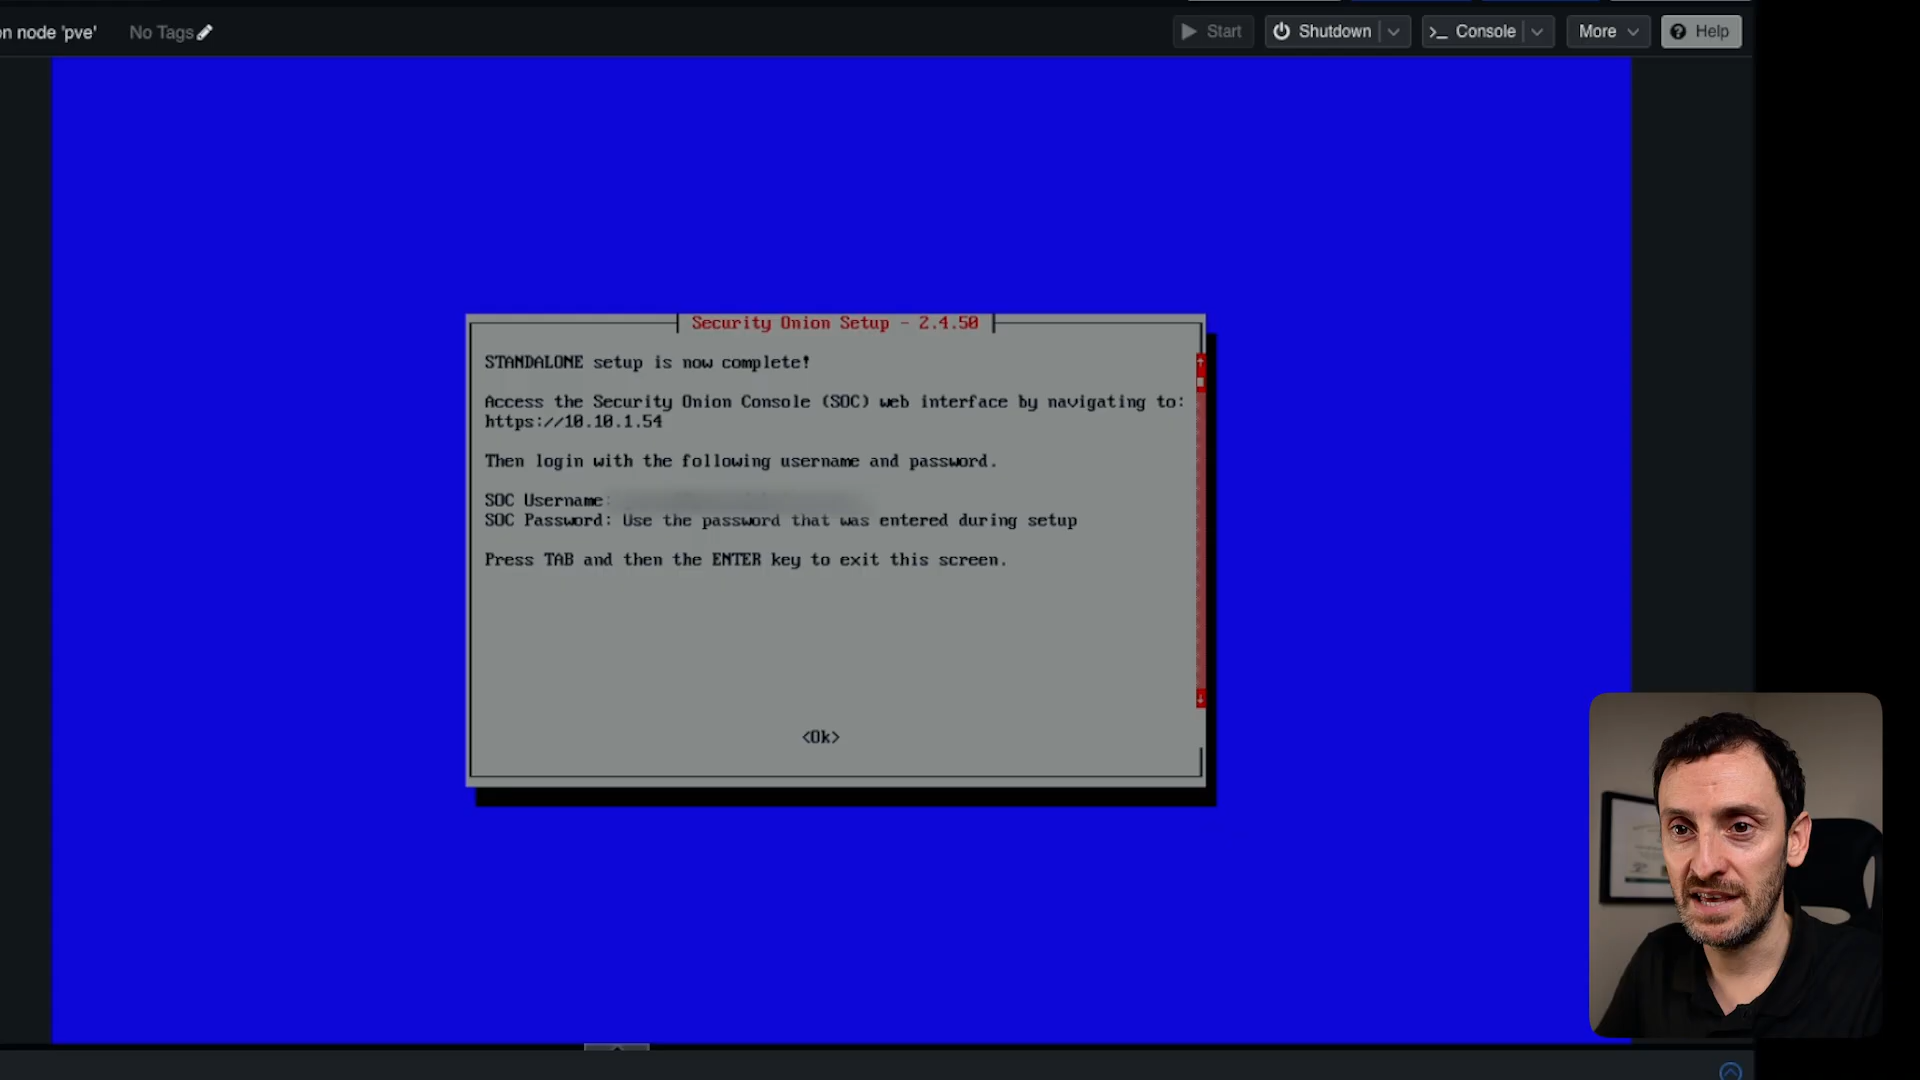 on node 'pve'
No Tags
Start
Shutdown
Console
More
Help
Security Onion Setup - 2.4.50
STANDALONE setup is now complete!
Access the Security Onion Console (SOC) web interface by navigating to:
https://10.10.1.54
Then login with the following username and password.
SOC Username:
SOC Password: Use the password that was entered during setup
Press TAB and then the ENTER key to exit this screen.
<Ok>